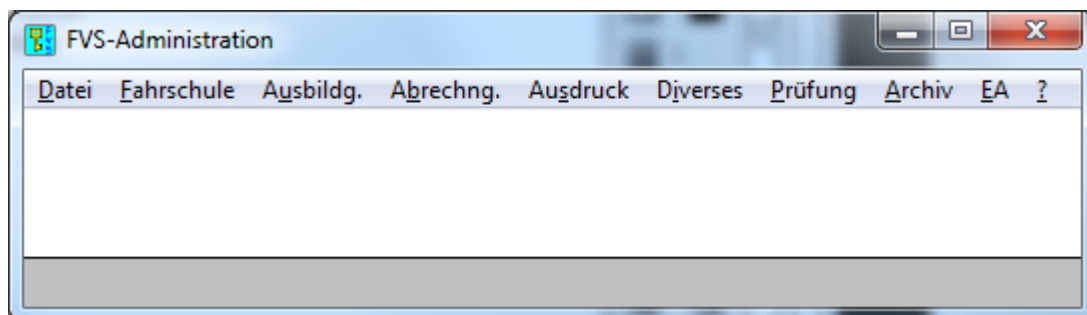 FVS-Administration
Datei Fahrschule Ausbildg. Abrechng. Ausdruck Diverses Prüfung Archiv EA ?